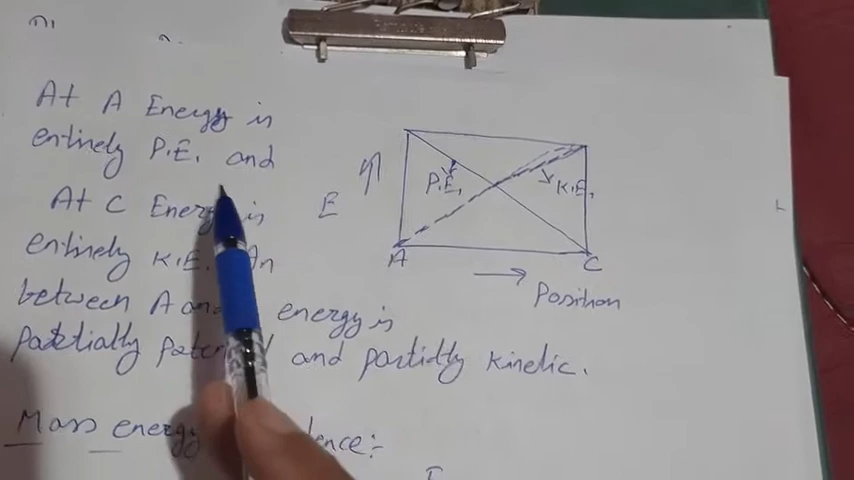 At A Energy is
entirely P.E. and
At C Energy is
entirely K.E. In
between A and energy is
partially and partially kinetic.
Mass energy
E
P.E.
K.E.
A
C
Position